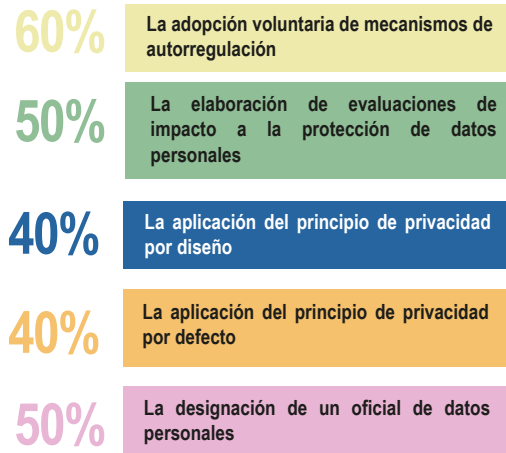 60%
La adopción voluntaria de mecanismos de
autorregulación
50%
La elaboración de evaluaciones de
impacto a la protección de datos
personales
40%
La aplicación del principio de privacidad
por diseño
40%
La aplicación del principio de privacidad
por defecto
50%
La designación de un oficial de datos
personales